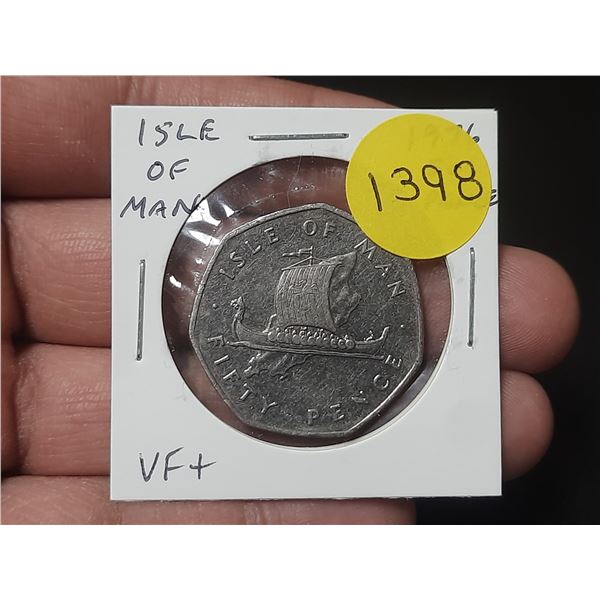 ISLE
OF
MAN
1398
· ISLE OF MAN ·
FIFTY PENCE
VF+